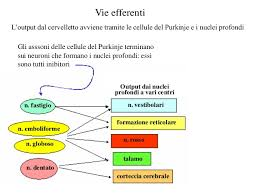 Vie efferenti
L'output dal cervelletto avviene tramite le cellule del Purkinje e i nuclei profondi
Gli assoni delle cellule del Purkinje terminano
sui neuroni che formano i nuclei profondi: essi
sono tutti inibitori
Output dai nuclei
profondi a vari centri
n. fastigio
n. vestibolari
formazione reticolare
n. emboliforme
n. rosso
n. globoso
talamo
n. dentato
corteccia cerebrale